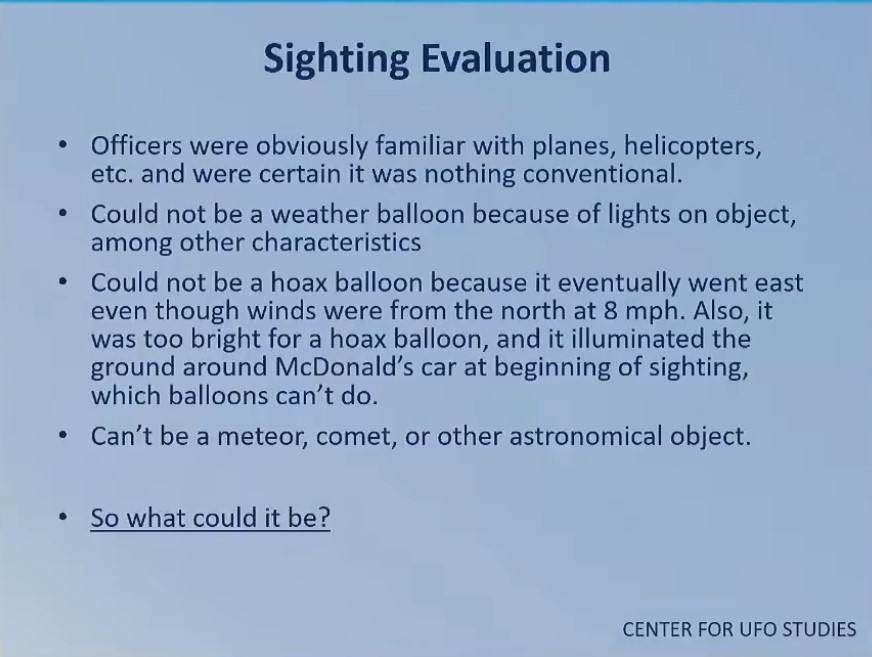 Sighting Evaluation
• Officers were obviously familiar with planes, helicopters,
etc. and were certain it was nothing conventional.
• Could not be a weather balloon because of lights on object,
among other characteristics
• Could not be a hoax balloon because it eventually went east
even though winds were from the north at 8 mph. Also, it
was too bright for a hoax balloon, and it illuminated the
ground around McDonald’s car at beginning of sighting,
which balloons can’t do.
• Can’t be a meteor, comet, or other astronomical object.
• So what could it be?
CENTER FOR UFO STUDIES